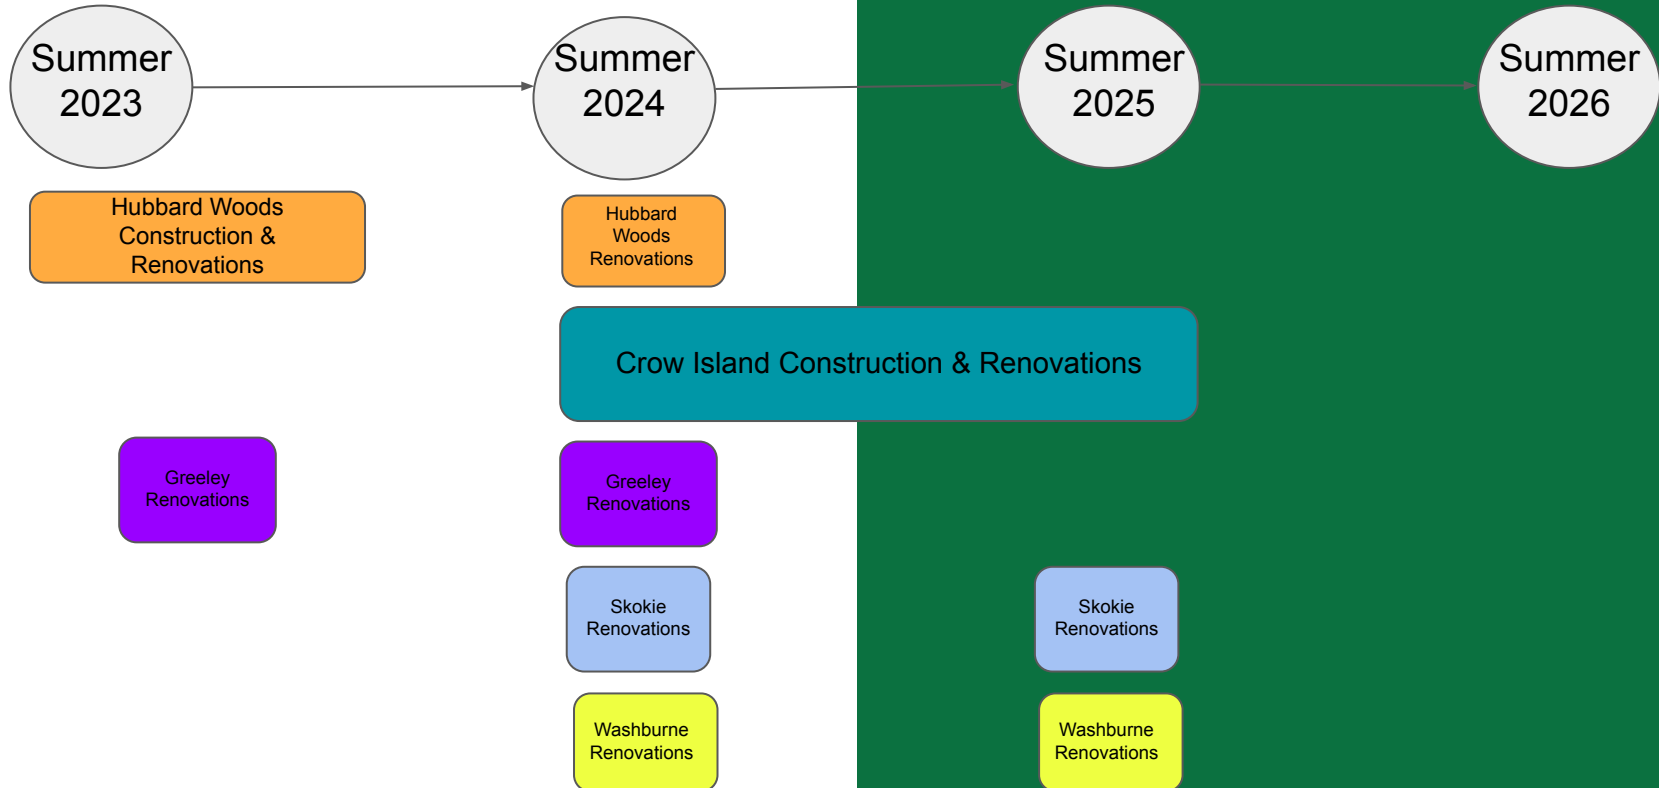 Summer
2023
Summer
2024
Summer
2025
Summer
2026
Hubbard Woods
Construction &
Renovations
Hubbard
Woods
Renovations
Crow Island Construction & Renovations
Greeley
Renovations
Greeley
Renovations
Skokie
Renovations
Skokie
Renovations
Washburne
Renovations
Washburne
Renovations